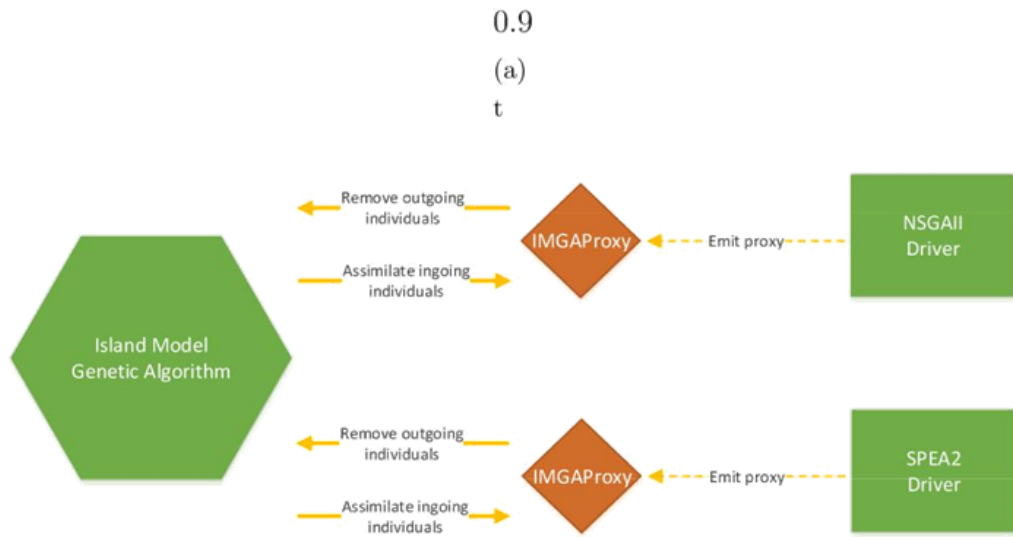 0.9
(a)
t
Remove outgoing
individuals
IMGAProxy
Emit proxy
NSGAII
Driver
Assimilate ingoing
individuals
Island Model
Genetic Algorithm
Remove outgoing
individuals
IMGAProxy
Emit proxy
SPEA2
Driver
Assimilate ingoing
individuals